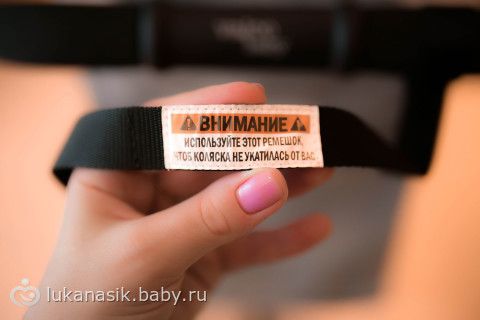 ВНИМАНИЕ
ИСПОЛЬЗУЙТЕ ЭТОТ РЕМЕШОК,
ЧТОБ КОЛЯСКА НЕ УКАТИЛАСЬ ОТ ВАС
lukanasik.baby.ru